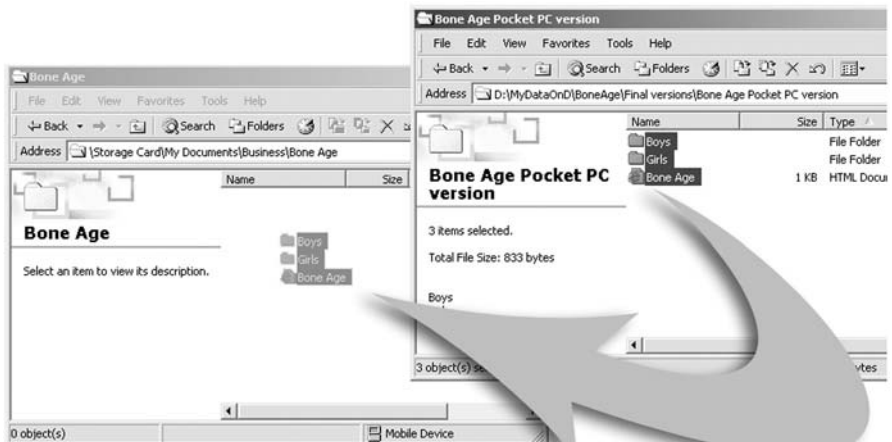 Bone Age
File Edit View Favorites Tools Help
Back Search Folders
Address \Storage Card\My Documents\Business\Bone Age
Name Size
Bone Age
Select an item to view its description.
Boys
Girls
Bone Age
0 object(s) Mobile Device
Bone Age Pocket PC version
File Edit View Favorites Tools Help
Back Search Folders
Address D:\MyDataOnD\BoneAge\Final versions\Bone Age Pocket PC version
Name Size Type
Boys File Folder
Girls File Folder
Bone Age 1 KB HTML Docu
Bone Age Pocket PC
version
3 items selected.
Total File Size: 833 bytes
Boys
3 object(s) bytes